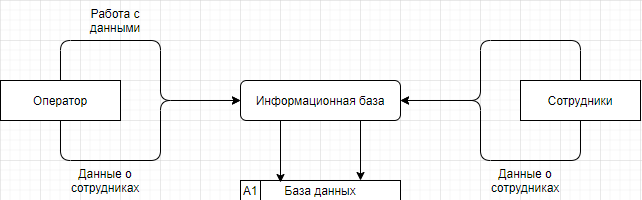 Работа с
данными
Оператор
Информационная база
Сотрудники
Данные о
сотрудниках
Данные о
сотрудниках
A1
База данных